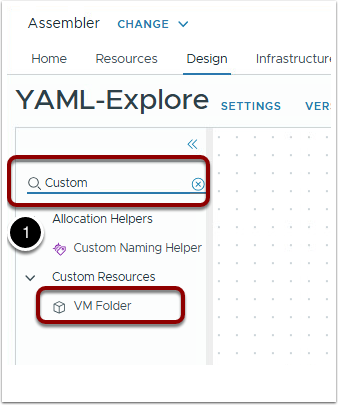 Assembler CHANGE
Home Resources Design Infrastructure
YAML-Explore SETTINGS VERS
Custom
1
Allocation Helpers
Custom Naming Helper
Custom Resources
VM Folder